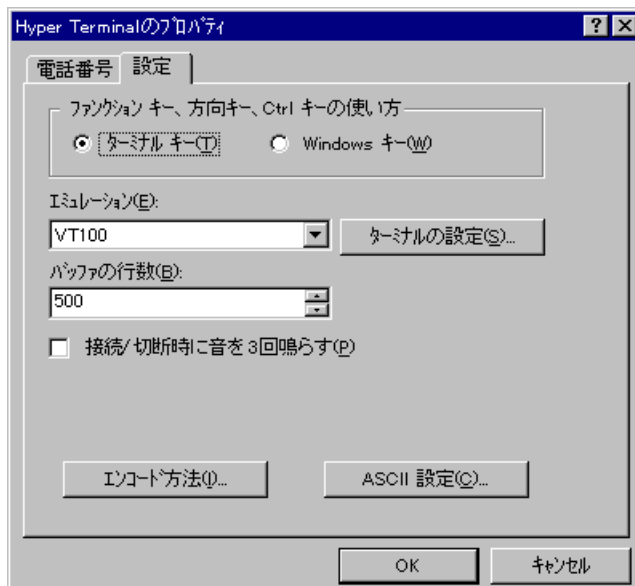 Hyper Terminalのﾌﾟﾛﾊﾟﾃｨ
電話番号 設定
ﾌｧﾝｸｼｮﾝ ｷｰ、方向ｷｰ、Ctrl ｷｰの使い方
ﾀｰﾐﾅﾙ ｷｰ(T) Windows ｷｰ(W)
ｴﾐｭﾚｰｼｮﾝ(E):
VT100 ﾀｰﾐﾅﾙの設定(S)...
ﾊﾞｯﾌｧの行数(B):
500
接続/切断時に音を3回鳴らす(P)
ｴﾝｺｰﾄﾞ方法(I)... ASCII 設定(C)...
OK ｷｬﾝｾﾙ